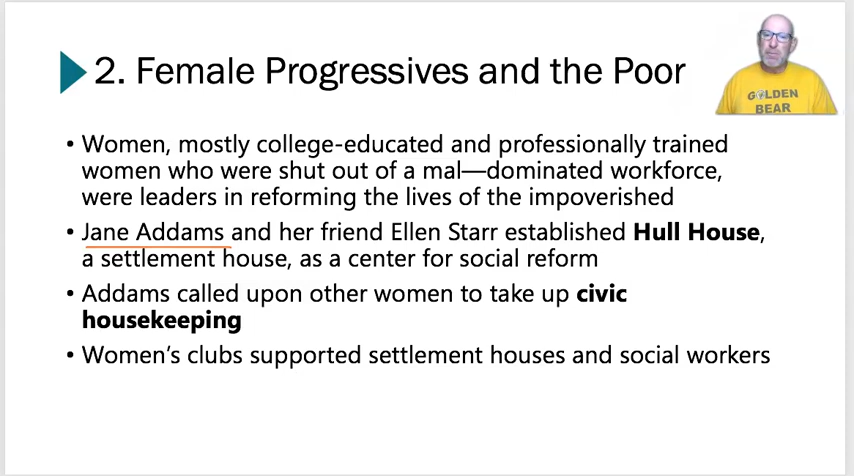 2. Female Progressives and the Poor
GOLDEN
BEAR
• Women, mostly college-educated and professionally trained
women who were shut out of a mal—dominated workforce,
were leaders in reforming the lives of the impoverished
• Jane Addams and her friend Ellen Starr established Hull House,
a settlement house, as a center for social reform
• Addams called upon other women to take up civic
housekeeping
• Women’s clubs supported settlement houses and social workers